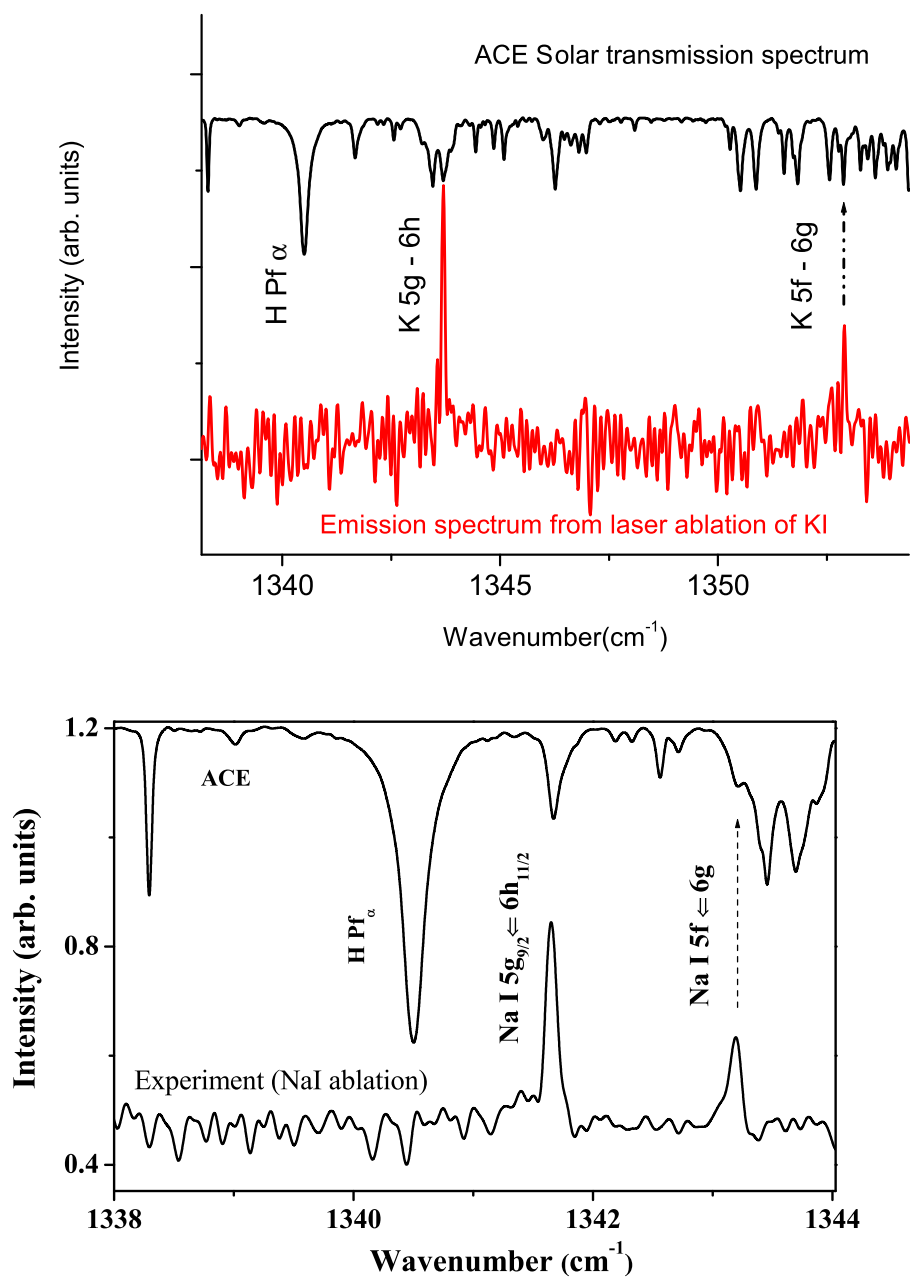 ACE Solar transmission spectrum
Intensity (arb. units)
H Pf α
K 5g - 6h
K 5f - 6g
Emission spectrum from laser ablation of KI
1340
1345
1350
Wavenumber(cm⁻¹)
1.2
0.8
0.4
Intensity (arb. units)
ACE
H Pfα
Na I 5g9/2⇐ 6h11/2
Na I 5f ⇐ 6g
Experiment (NaI ablation)
1338
1340
1342
1344
Wavenumber (cm⁻¹)